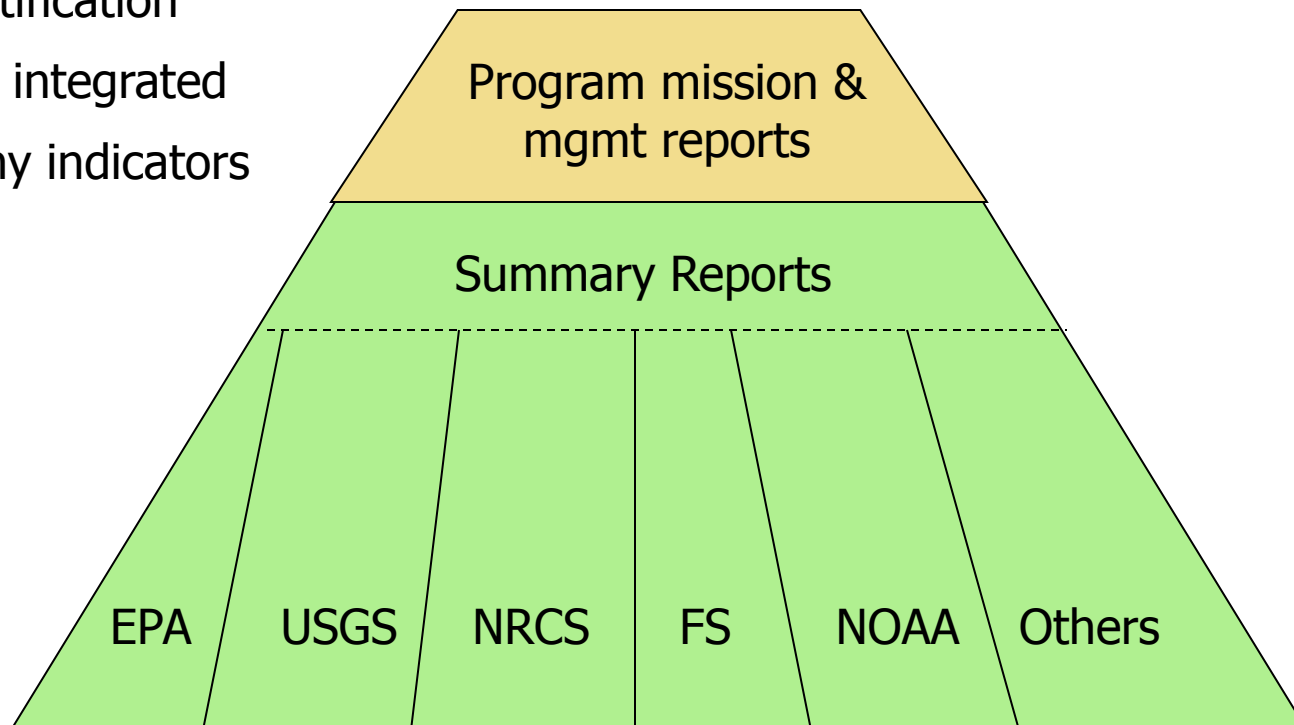 integrated
indicators
Program mission &
mgmt reports
Summary Reports
EPA USGS NRCS FS NOAA Others